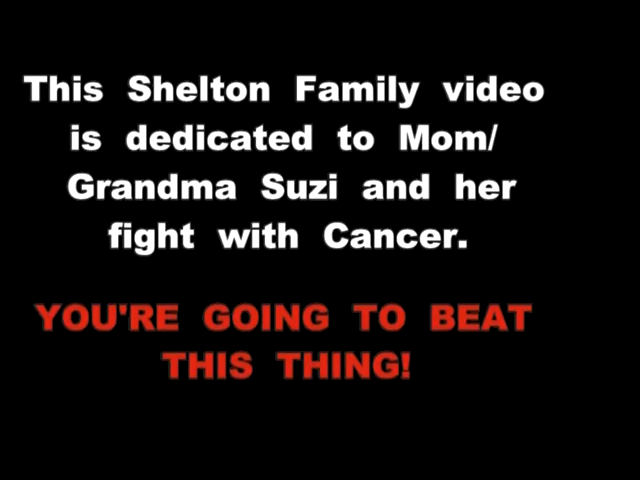 This Shelton Family video
is dedicated to Mom/
Grandma Suzi and her
fight with Cancer.
YOU'RE GOING TO BEAT
THIS THING!